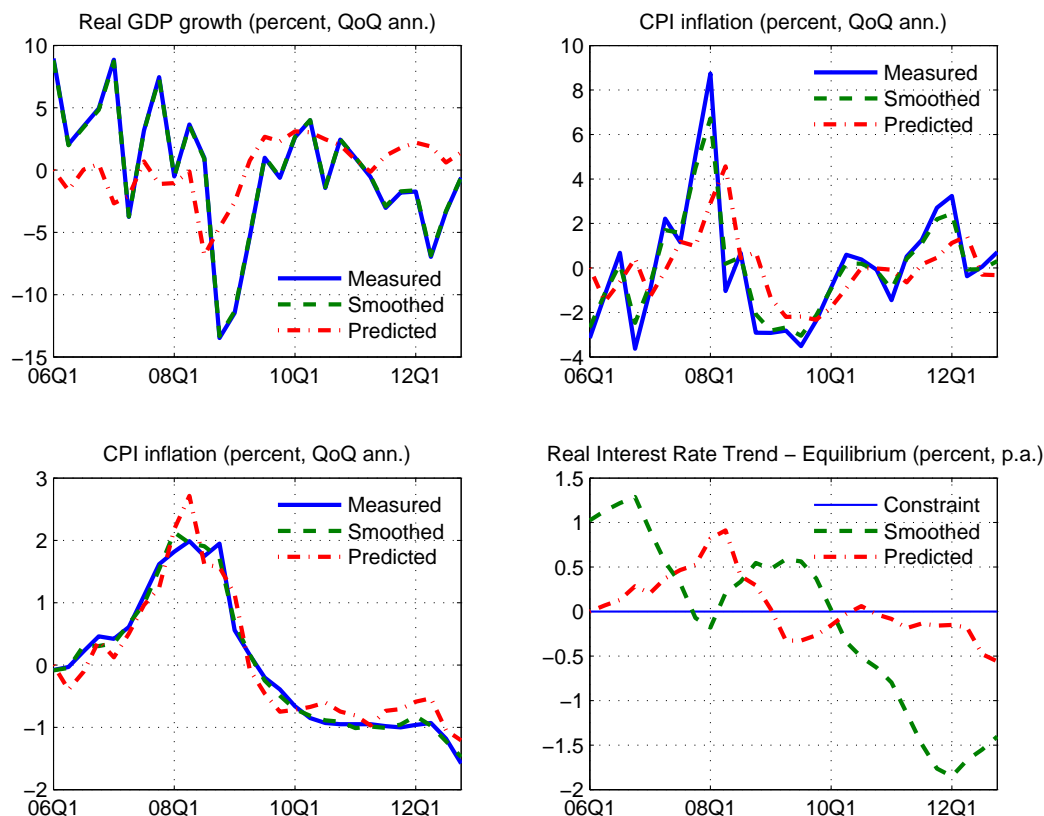 Real GDP growth (percent, QoQ ann.)
10
5
0
−5
−10
−15
06Q1 08Q1 10Q1 12Q1
Measured
Smoothed
Predicted
CPI inflation (percent, QoQ ann.)
10
8
6
4
2
0
−2
−4
06Q1 08Q1 10Q1 12Q1
Measured
Smoothed
Predicted
CPI inflation (percent, QoQ ann.)
3
2
1
0
−1
−2
06Q1 08Q1 10Q1 12Q1
Measured
Smoothed
Predicted
Real Interest Rate Trend − Equilibrium (percent, p.a.)
1.5
1
0.5
0
−0.5
−1
−1.5
−2
06Q1 08Q1 10Q1 12Q1
Constraint
Smoothed
Predicted